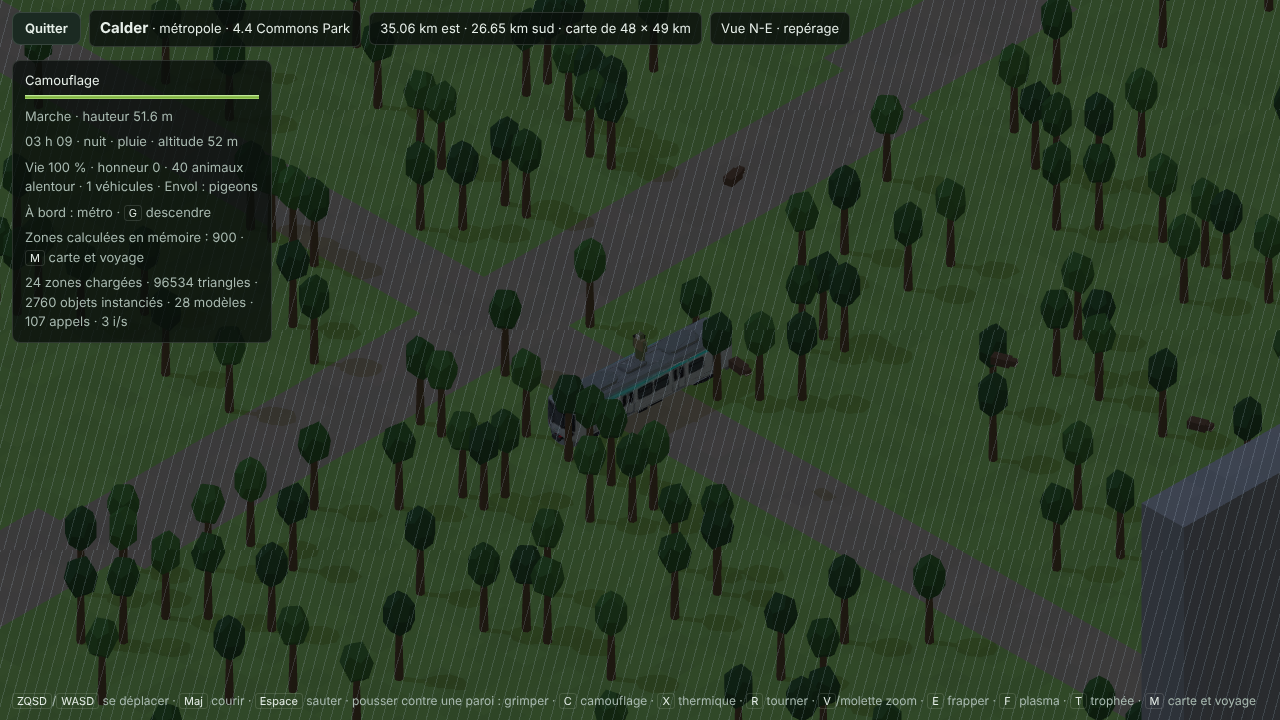 Quitter
Calder · métropole · 4.4 Commons Park
35.06 km est · 26.65 km sud · carte de 48 × 49 km
Vue N-E · repérage
Camouflage
Marche · hauteur 51.6 m
03 h 09 · nuit · pluie · altitude 52 m
Vie 100 % · honneur 0 · 40 animaux
alentour · 1 véhicules · Envol : pigeons
À bord : métro · G descendre
Zones calculées en mémoire : 900 ·
M carte et voyage
24 zones chargées · 96534 triangles ·
2760 objets instanciés · 28 modèles ·
107 appels · 3 i/s
ZQSD / WASD se déplacer · Maj courir · Espace sauter · pousser contre une paroi : grimper · C camouflage · X thermique · R tourner · V /molette zoom · E frapper · F plasma · T trophée · M carte et voyage